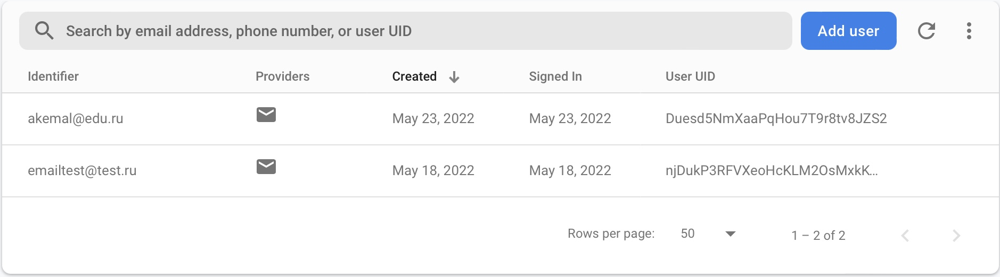 Search by email address, phone number, or user UID Add user
Identifier Providers Created Signed In User UID
akemal@edu.ru May 23, 2022 May 23, 2022 Duesd5NmXaaPqHou7T9r8tv8JZS2
emailtest@test.ru May 18, 2022 May 18, 2022 njDukP3RFVXeoHcKLM2OsMxkK...
Rows per page: 50 1 – 2 of 2